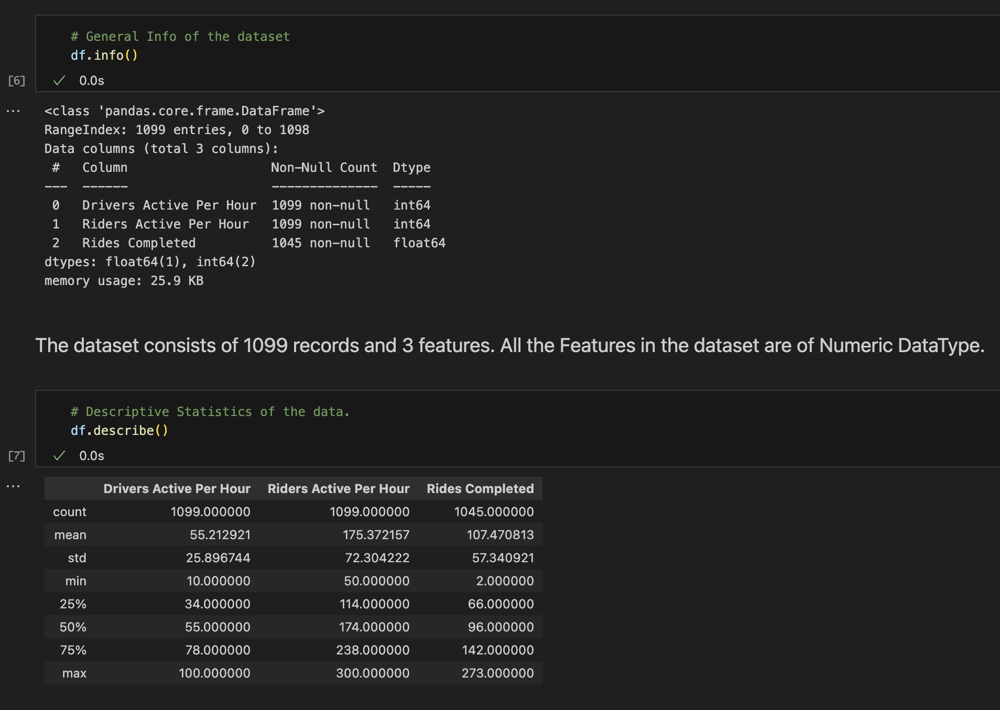 # General Info of the dataset
df.info()
[6]
0.0s
...
<class 'pandas.core.frame.DataFrame'>
RangeIndex: 1099 entries, 0 to 1098
Data columns (total 3 columns):
 #   Column                 Non-Null Count  Dtype
---  ------                 --------------  -----
 0   Drivers Active Per Hour  1099 non-null   int64
 1   Riders Active Per Hour   1099 non-null   int64
 2   Rides Completed          1045 non-null   float64
dtypes: float64(1), int64(2)
memory usage: 25.9 KB
The dataset consists of 1099 records and 3 features. All the Features in the dataset are of Numeric DataType.
# Descriptive Statistics of the data.
df.describe()
[7]
0.0s
...
Drivers Active Per Hour Riders Active Per Hour Rides Completed
count 1099.000000 1099.000000 1045.000000
mean 55.212921 175.372157 107.470813
std 25.896744 72.304222 57.340921
min 10.000000 50.000000 2.000000
25% 34.000000 114.000000 66.000000
50% 55.000000 174.000000 96.000000
75% 78.000000 238.000000 142.000000
max 100.000000 300.000000 273.000000